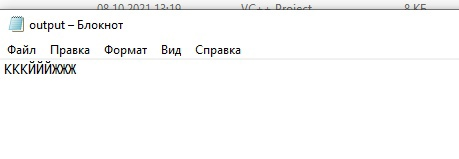 08.10.2021 13:19 VC++ Project 8 КБ
output – Блокнот
Файл Правка Формат Вид Справка
КККЙЙЙЖЖЖ